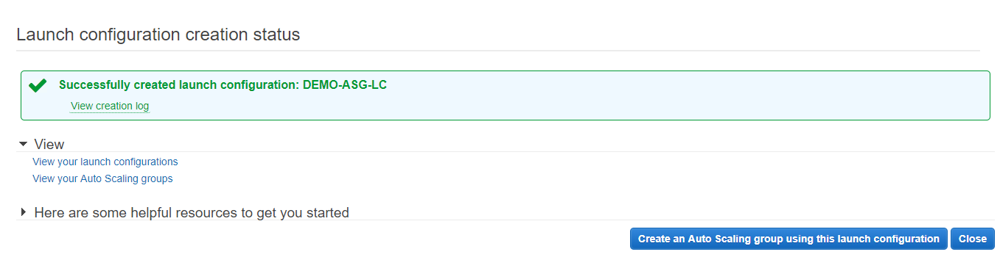 Launch configuration creation status
Successfully created launch configuration: DEMO-ASG-LC
View creation log
View
View your launch configurations
View your Auto Scaling groups
Here are some helpful resources to get you started
Create an Auto Scaling group using this launch configuration
Close